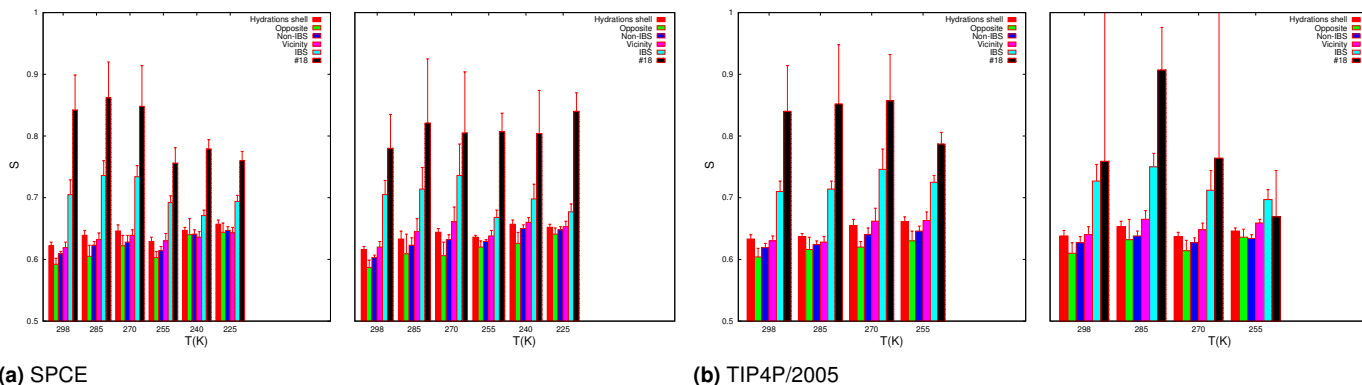 S
1
0.9
0.8
0.7
0.6
0.5
Hydrations shell
Opposite
Non-IBS
Vicinity
IBS
#18
298 285 270 255 240 225
T(K)
Hydrations shell
Opposite
Non-IBS
Vicinity
IBS
#18
298 285 270 255 240 225
T(K)
(a) SPCE
S
1
0.9
0.8
0.7
0.6
0.5
Hydrations shell
Opposite
Non-IBS
Vicinity
IBS
#18
298 285 270 255
T(K)
Hydrations shell
Opposite
Non-IBS
Vicinity
IBS
#18
298 285 270 255
T(K)
(b) TIP4P/2005